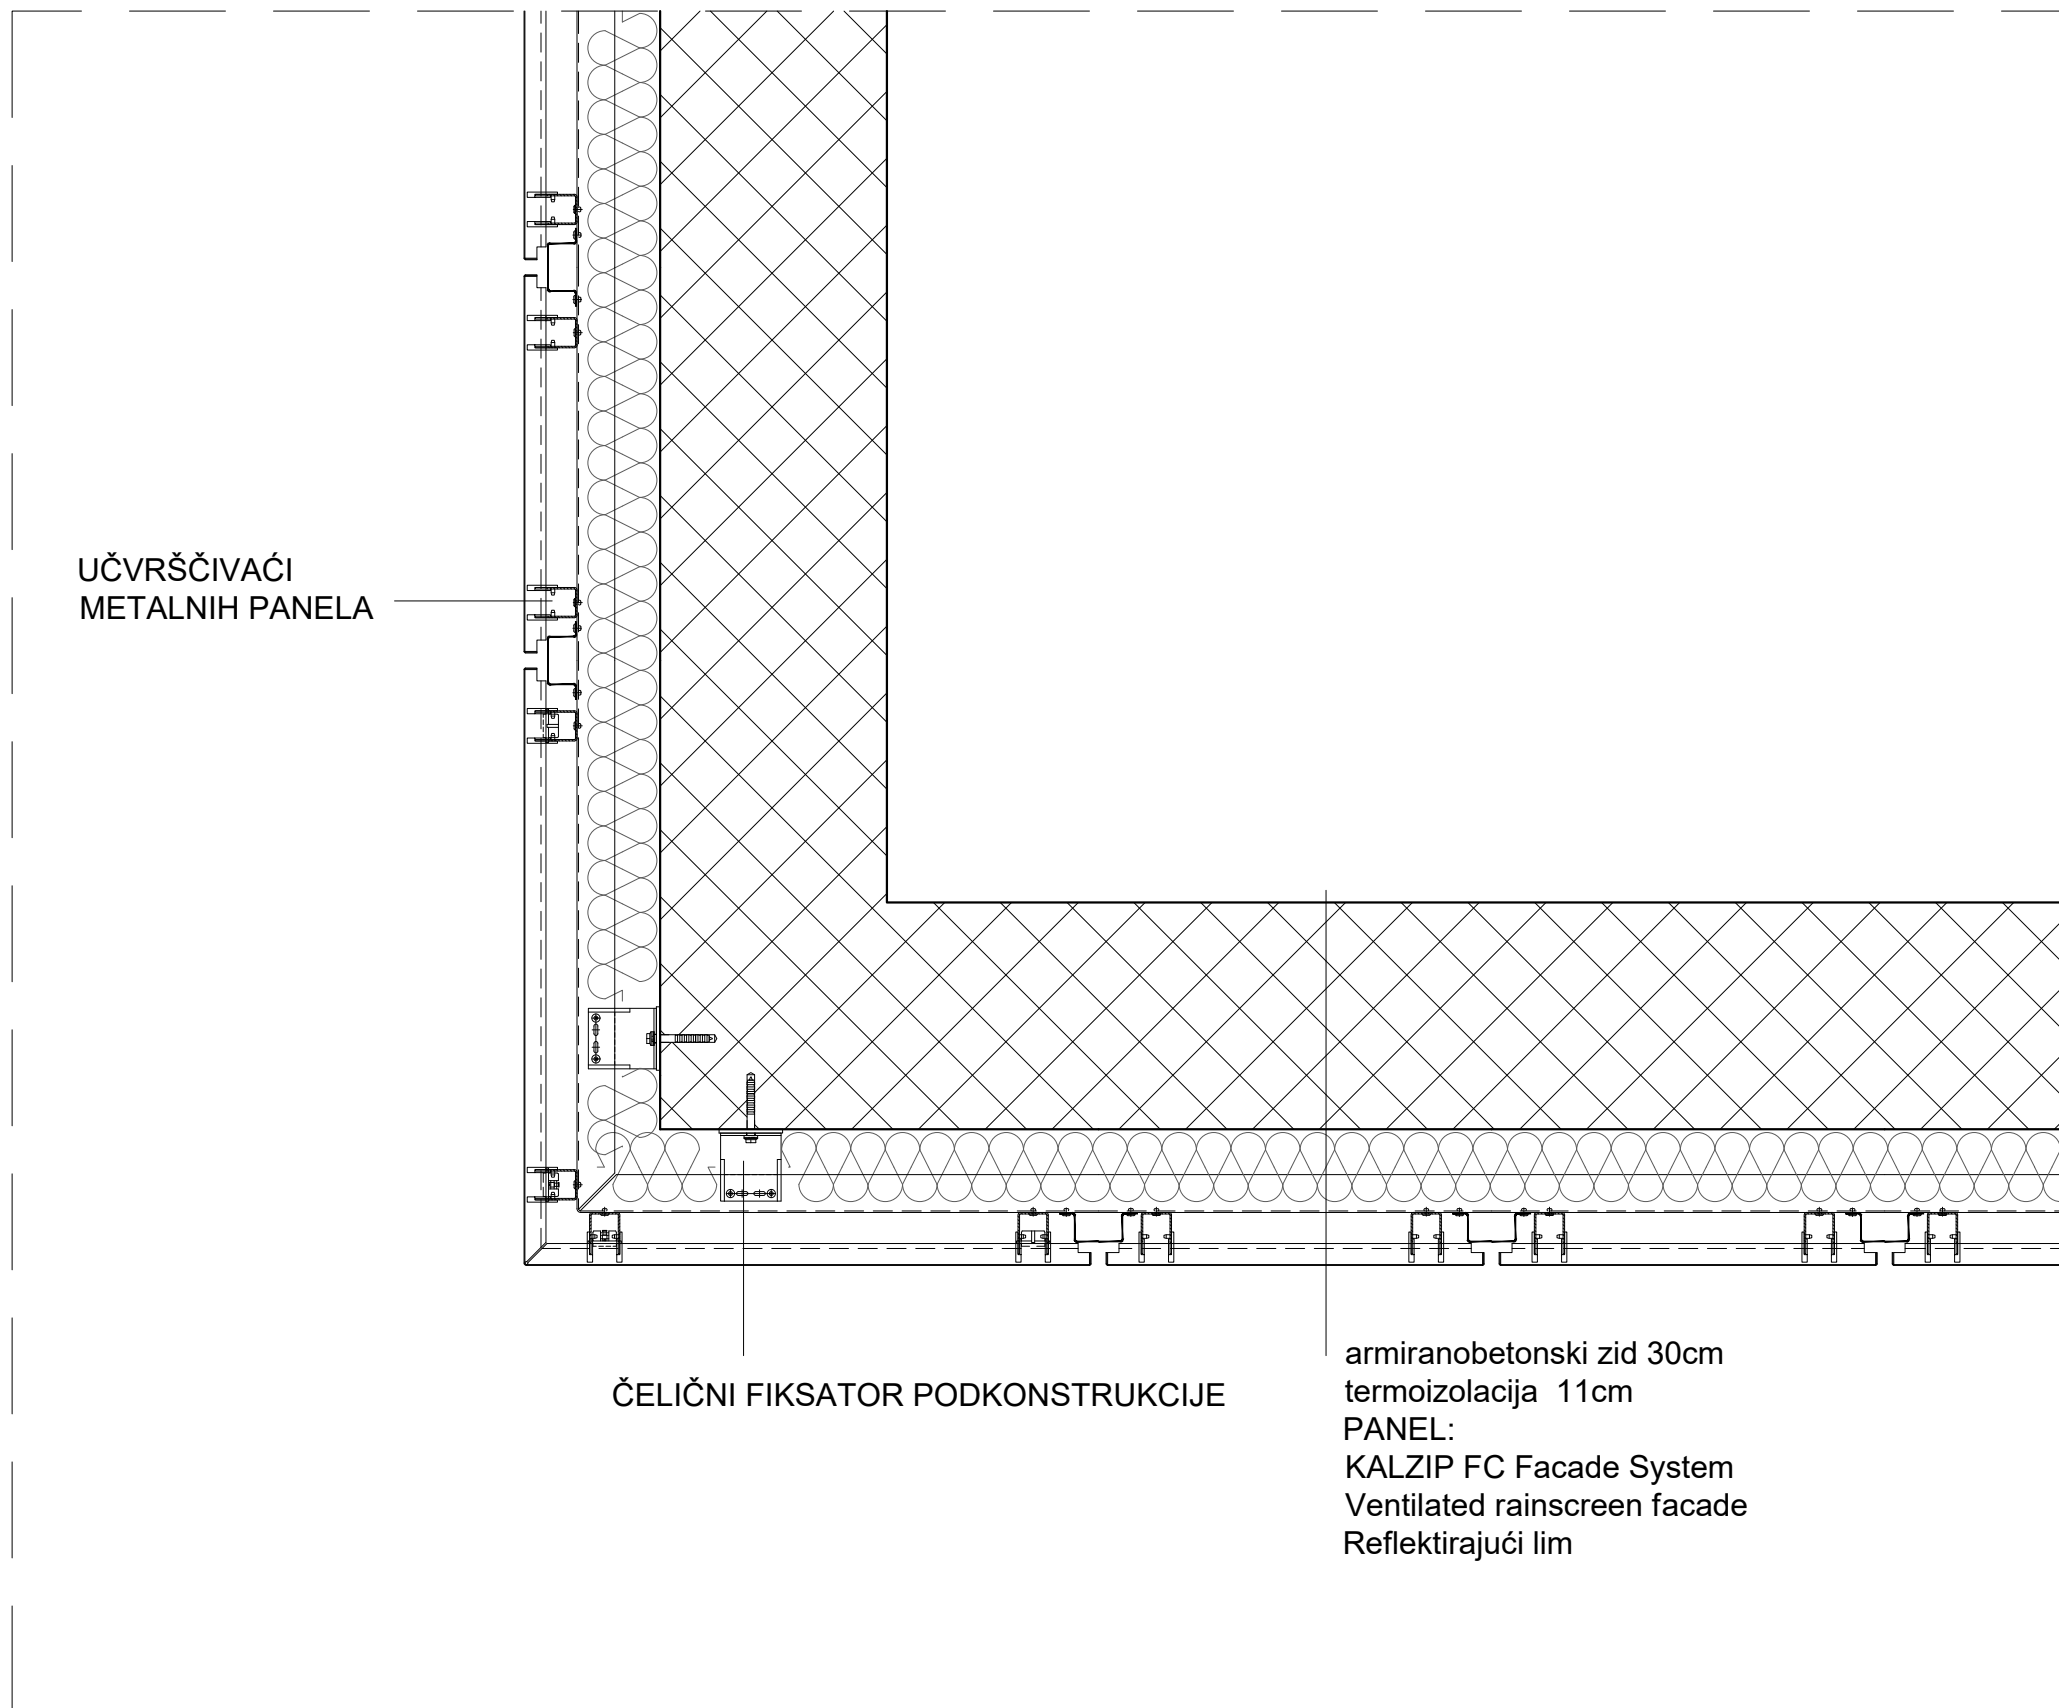 UČVRŠČIVAĆI
METALNIH PANELA
ČELIČNI FIKSATOR PODKONSTRUKCIJE
armiranobetonski zid 30cm
termoizolacija 11cm
PANEL:
KALZIP FC Facade System
Ventilated rainscreen facade
Reflektirajući lim